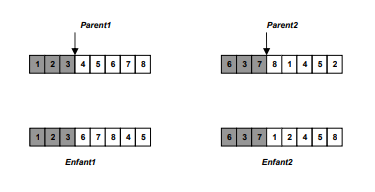 Parent1 Parent2
1 2 3 4 5 6 7 8 6 3 7 8 1 4 5 2
1 2 3 6 7 8 4 5 6 3 7 1 2 4 5 8
Enfant1 Enfant2